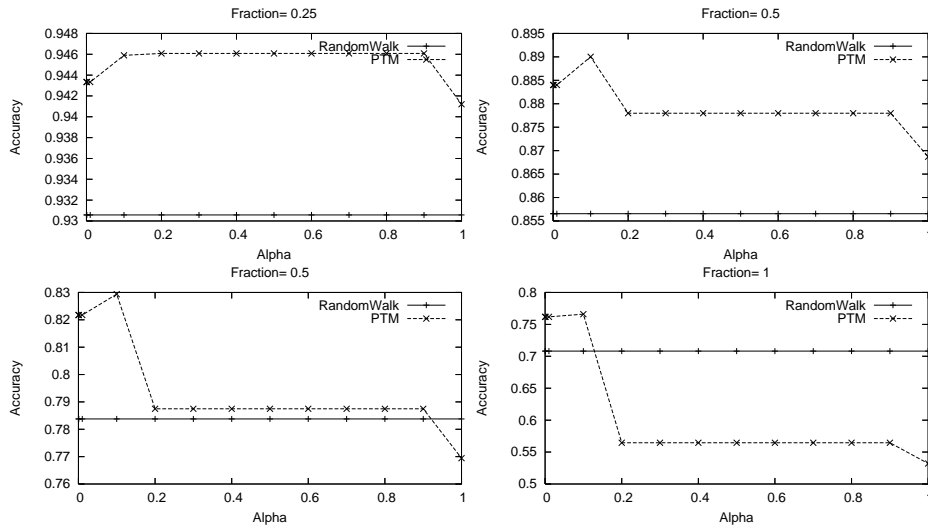 Fraction= 0.25
0.948
0.946
0.944
0.942
0.94
0.938
0.936
0.934
0.932
0.93
Accuracy
RandomWalk
PTM
0 0.2 0.4 0.6 0.8 1
Alpha
Fraction= 0.5
0.895
0.89
0.885
0.88
0.875
0.87
0.865
0.86
0.855
Accuracy
RandomWalk
PTM
0 0.2 0.4 0.6 0.8 1
Alpha
Fraction= 0.5
0.83
0.82
0.81
0.8
0.79
0.78
0.77
0.76
Accuracy
RandomWalk
PTM
0 0.2 0.4 0.6 0.8 1
Alpha
Fraction= 1
0.8
0.75
0.7
0.65
0.6
0.55
0.5
Accuracy
RandomWalk
PTM
0 0.2 0.4 0.6 0.8 1
Alpha